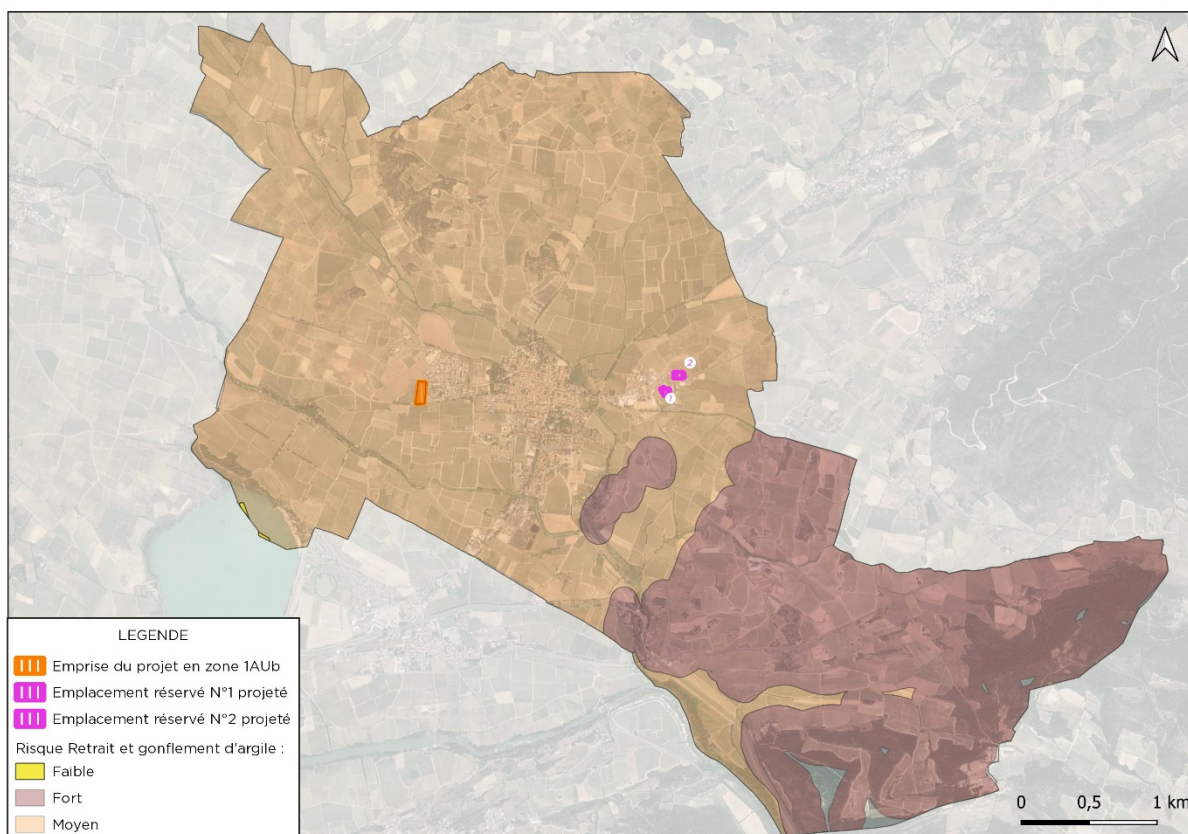 2
1
LEGENDE
Emprise du projet en zone 1AUb
Emplacement réservé N°1 projeté
Emplacement réservé N°2 projeté
Risque Retrait et gonflement d'argile :
Faible
Fort
Moyen
0 0,5 1 km